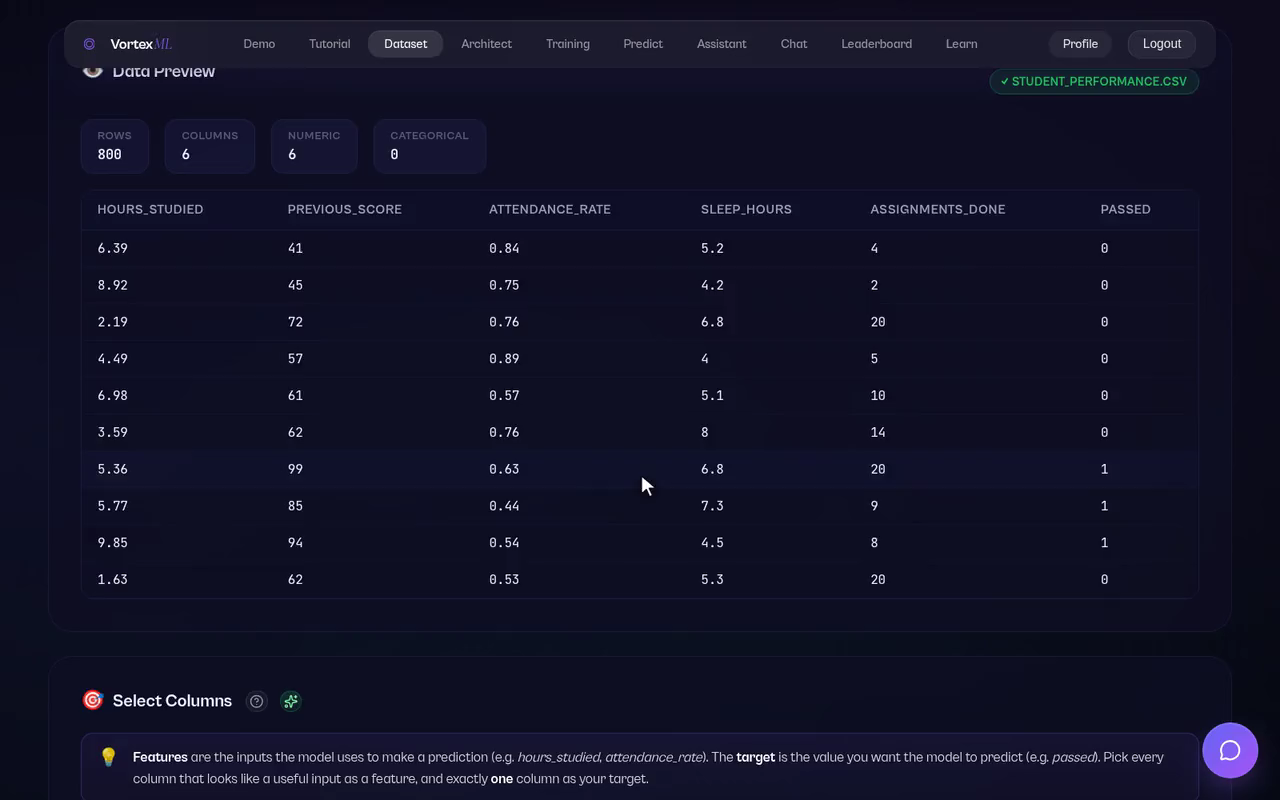 VortexML Demo Tutorial Dataset Architect Training Predict Assistant Chat Leaderboard Learn Profile Logout
Data Preview
✓ STUDENT_PERFORMANCE.CSV
ROWS COLUMNS NUMERIC CATEGORICAL
800 6 6 0
HOURS_STUDIED PREVIOUS_SCORE ATTENDANCE_RATE SLEEP_HOURS ASSIGNMENTS_DONE PASSED
6.39 41 0.84 5.2 4 0
8.92 45 0.75 4.2 2 0
2.19 72 0.76 6.8 20 0
4.49 57 0.89 4 5 0
6.98 61 0.57 5.1 10 0
3.59 62 0.76 8 14 0
5.36 99 0.63 6.8 20 1
5.77 85 0.44 7.3 9 1
9.85 94 0.54 4.5 8 1
1.63 62 0.53 5.3 20 0
Select Columns
Features are the inputs the model uses to make a prediction (e.g. hours_studied, attendance_rate). The target is the value you want the model to predict (e.g. passed). Pick every
column that looks like a useful input as a feature, and exactly one column as your target.